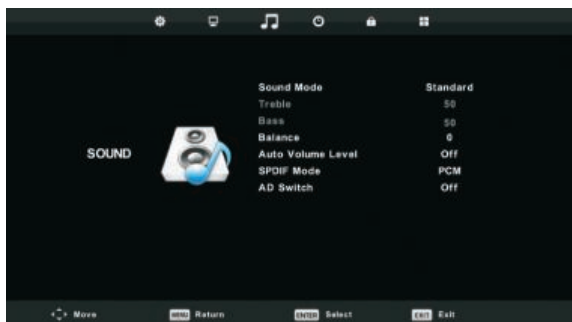 Sound Mode Standard
Treble 50
Bass 50
Balance 0
SOUND
Auto Volume Level Off
SPDIF Mode PCM
AD Switch Off
Move MENU Return ENTER Select EXIT Exit